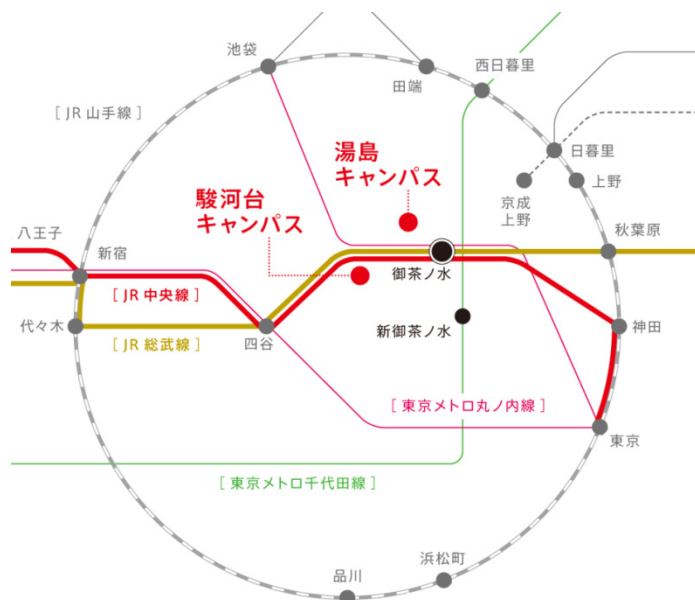 池袋
田端
西日暮里
[ JR 山手線 ]
湯島
キャンパス
日暮里
上野
京成
上野
駿河台
キャンパス
八王子
新宿
秋葉原
御茶ノ水
[ JR 中央線 ]
代々木
四谷
新御茶ノ水
神田
[ JR 総武線 ]
[ 東京メトロ丸ノ内線 ]
東京
[ 東京メトロ千代田線 ]
浜松町
品川